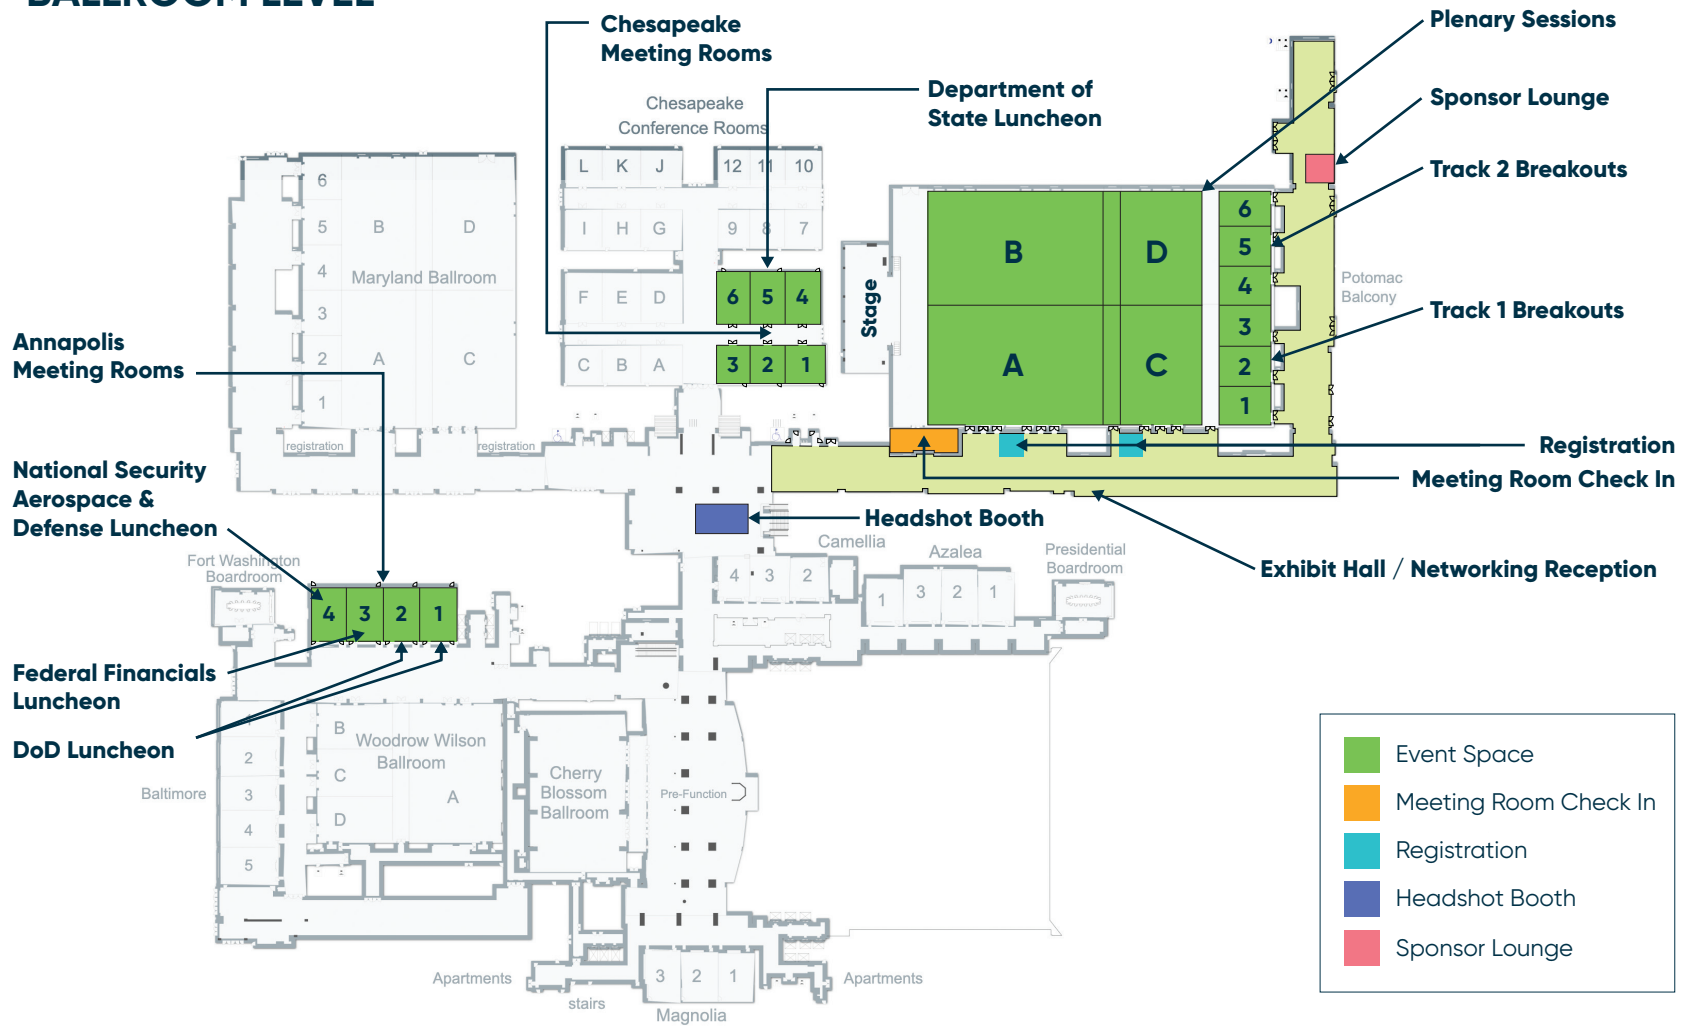 BALLROOM LEVEL
Chesapeake
Meeting Rooms
Department of
State Luncheon
Plenary Sessions
Sponsor Lounge
Track 2 Breakouts
Track 1 Breakouts
Potomac
Balcony
Chesapeake
Conference Rooms
L K J 12 11 10
I H G 9 8 7
F E D 6 5 4
C B A 3 2 1
6
5
4
3
2
1
B D
Maryland Ballroom
A C
registration
registration
Stage
B D
A C
6
5
4
3
2
1
Annapolis
Meeting Rooms
National Security
Aerospace &
Defense Luncheon
Fort Washington
Boardroom
4 3 2 1
Federal Financials
Luncheon
DoD Luncheon
Registration
Meeting Room Check In
Headshot Booth
Exhibit Hall / Networking Reception
Camellia
4 3 2
Azalea
1 3 2 1
Presidential
Boardroom
Baltimore
2
3
4
5
B
Woodrow Wilson
Ballroom
C
A
D
Cherry
Blossom
Ballroom
Pre-Function
Apartments
stairs
3 2 1
Magnolia
Apartments
Event Space
Meeting Room Check In
Registration
Headshot Booth
Sponsor Lounge